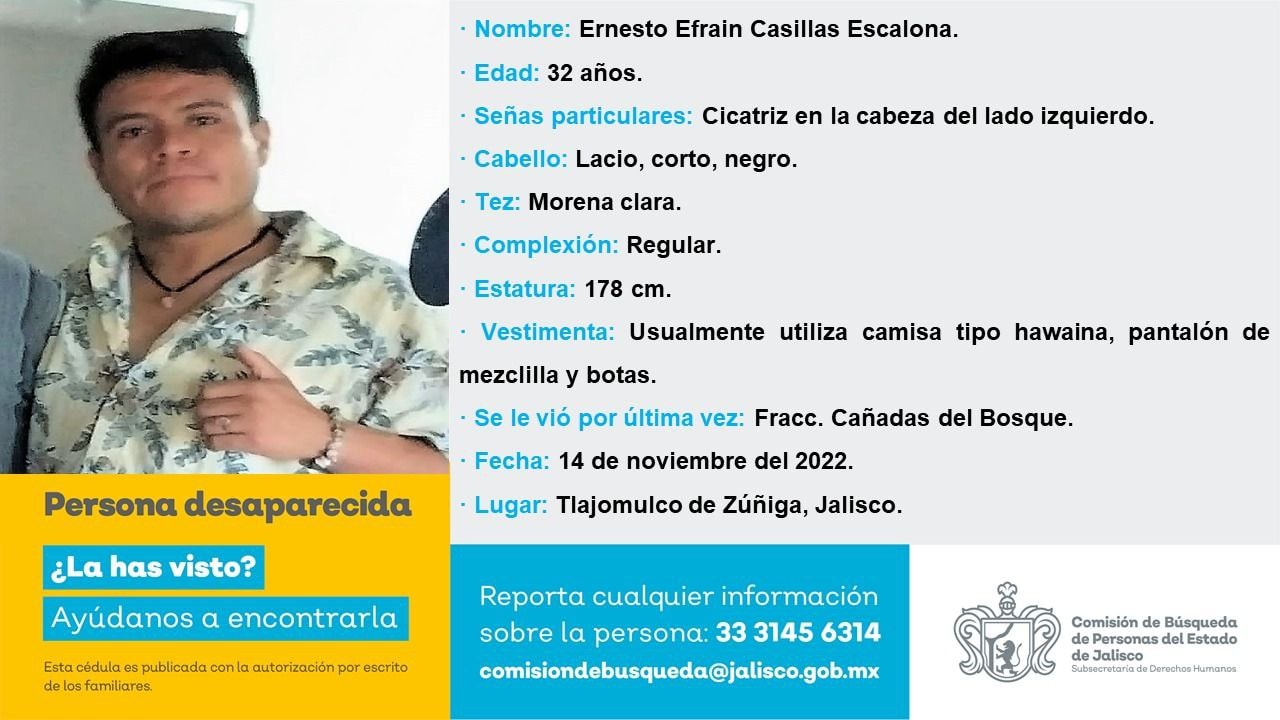 · Nombre: Ernesto Efrain Casillas Escalona.
· Edad: 32 años.
· Señas particulares: Cicatriz en la cabeza del lado izquierdo.
· Cabello: Lacio, corto, negro.
· Tez: Morena clara.
· Complexión: Regular.
· Estatura: 178 cm.
· Vestimenta: Usualmente utiliza camisa tipo hawaina, pantalón de
mezclilla y botas.
· Se le vió por última vez: Fracc. Cañadas del Bosque.
· Fecha: 14 de noviembre del 2022.
· Lugar: Tlajomulco de Zúñiga, Jalisco.
Persona desaparecida
¿La has visto?
Ayúdanos a encontrarla
Esta cédula es publicada con la autorización por escrito
de los familiares.
Reporta cualquier información
sobre la persona: 33 3145 6314
comisiondebusqueda@jalisco.gob.mx
Comisión de Búsqueda
de Personas del Estado
de Jalisco
Subsecretaría de Derechos Humanos